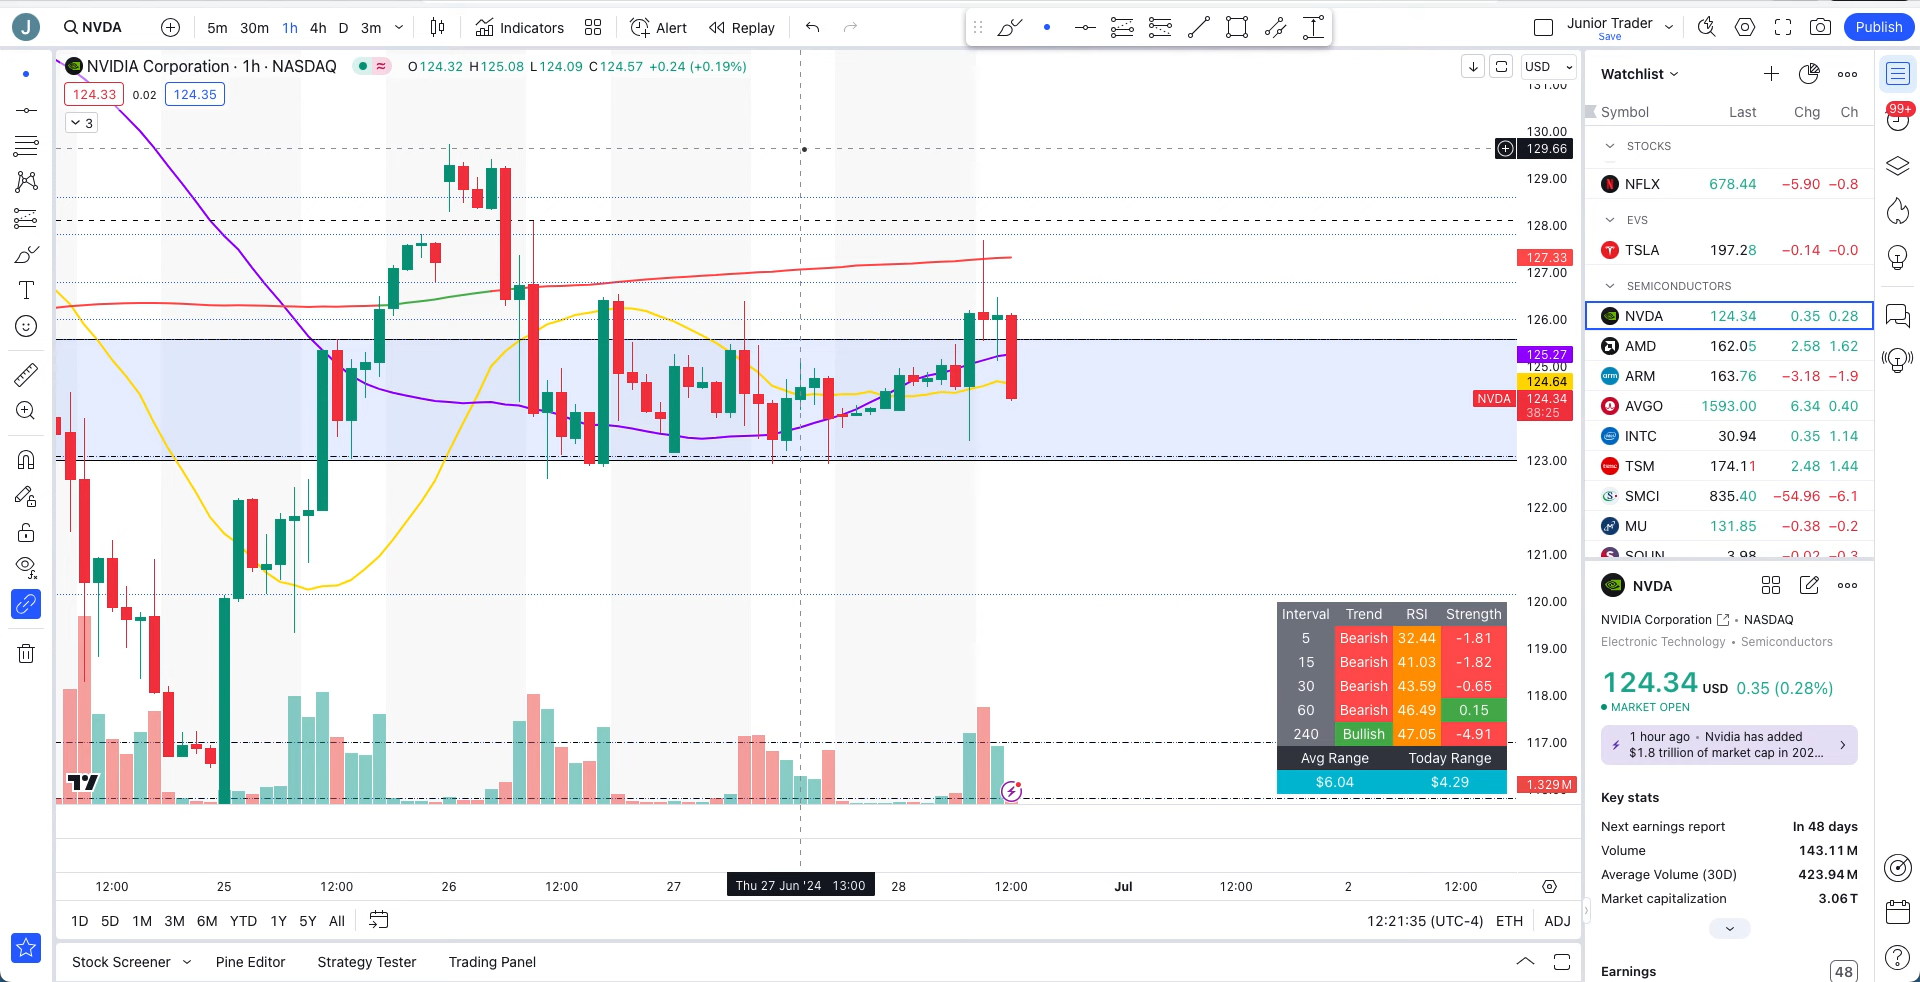 J NVDA 5m 30m 1h 4h D 3m Indicators Alert Replay Junior Trader Save Publish
NVIDIA Corporation · 1h · NASDAQ O124.32 H125.08 L124.09 C124.57 +0.24 (+0.19%) USD
124.33 0.02 124.35
3
131.00
130.00
129.66
129.00
128.00
127.33
127.00
126.00
125.27
125.00
124.64
NVDA 124.34
38:25
123.00
122.00
121.00
120.00
119.00
118.00
117.00
1.329M
Interval Trend RSI Strength
5 Bearish 32.44 -1.81
15 Bearish 41.03 -1.82
30 Bearish 43.59 -0.65
60 Bearish 46.49 0.15
240 Bullish 47.05 -4.91
Avg Range Today Range
$6.04 $4.29
12:00 25 12:00 26 12:00 27 Thu 27 Jun '24 13:00 28 12:00 Jul 12:00 2 12:00
1D 5D 1M 3M 6M YTD 1Y 5Y All 12:21:35 (UTC-4) ETH ADJ
Stock Screener Pine Editor Strategy Tester Trading Panel
Watchlist
Symbol Last Chg Ch
STOCKS
NFLX 678.44 −5.90 −0.8
EVS
TSLA 197.28 −0.14 −0.0
SEMICONDUCTORS
NVDA 124.34 0.35 0.28
AMD 162.05 2.58 1.62
ARM 163.76 −3.18 −1.9
AVGO 1593.00 6.34 0.40
INTC 30.94 0.35 1.14
TSM 174.11 2.48 1.44
SMCI 835.40 −54.96 −6.1
MU 131.85 −0.38 −0.2
SOUN 3.98 −0.02 −0.3
99+
NVDA
NVIDIA Corporation • NASDAQ
Electronic Technology • Semiconductors
124.34 USD 0.35 (0.28%)
MARKET OPEN
1 hour ago • Nvidia has added
$1.8 trillion of market cap in 202...
Key stats
Next earnings report In 48 days
Volume 143.11M
Average Volume (30D) 423.94M
Market capitalization 3.06T
Earnings 48